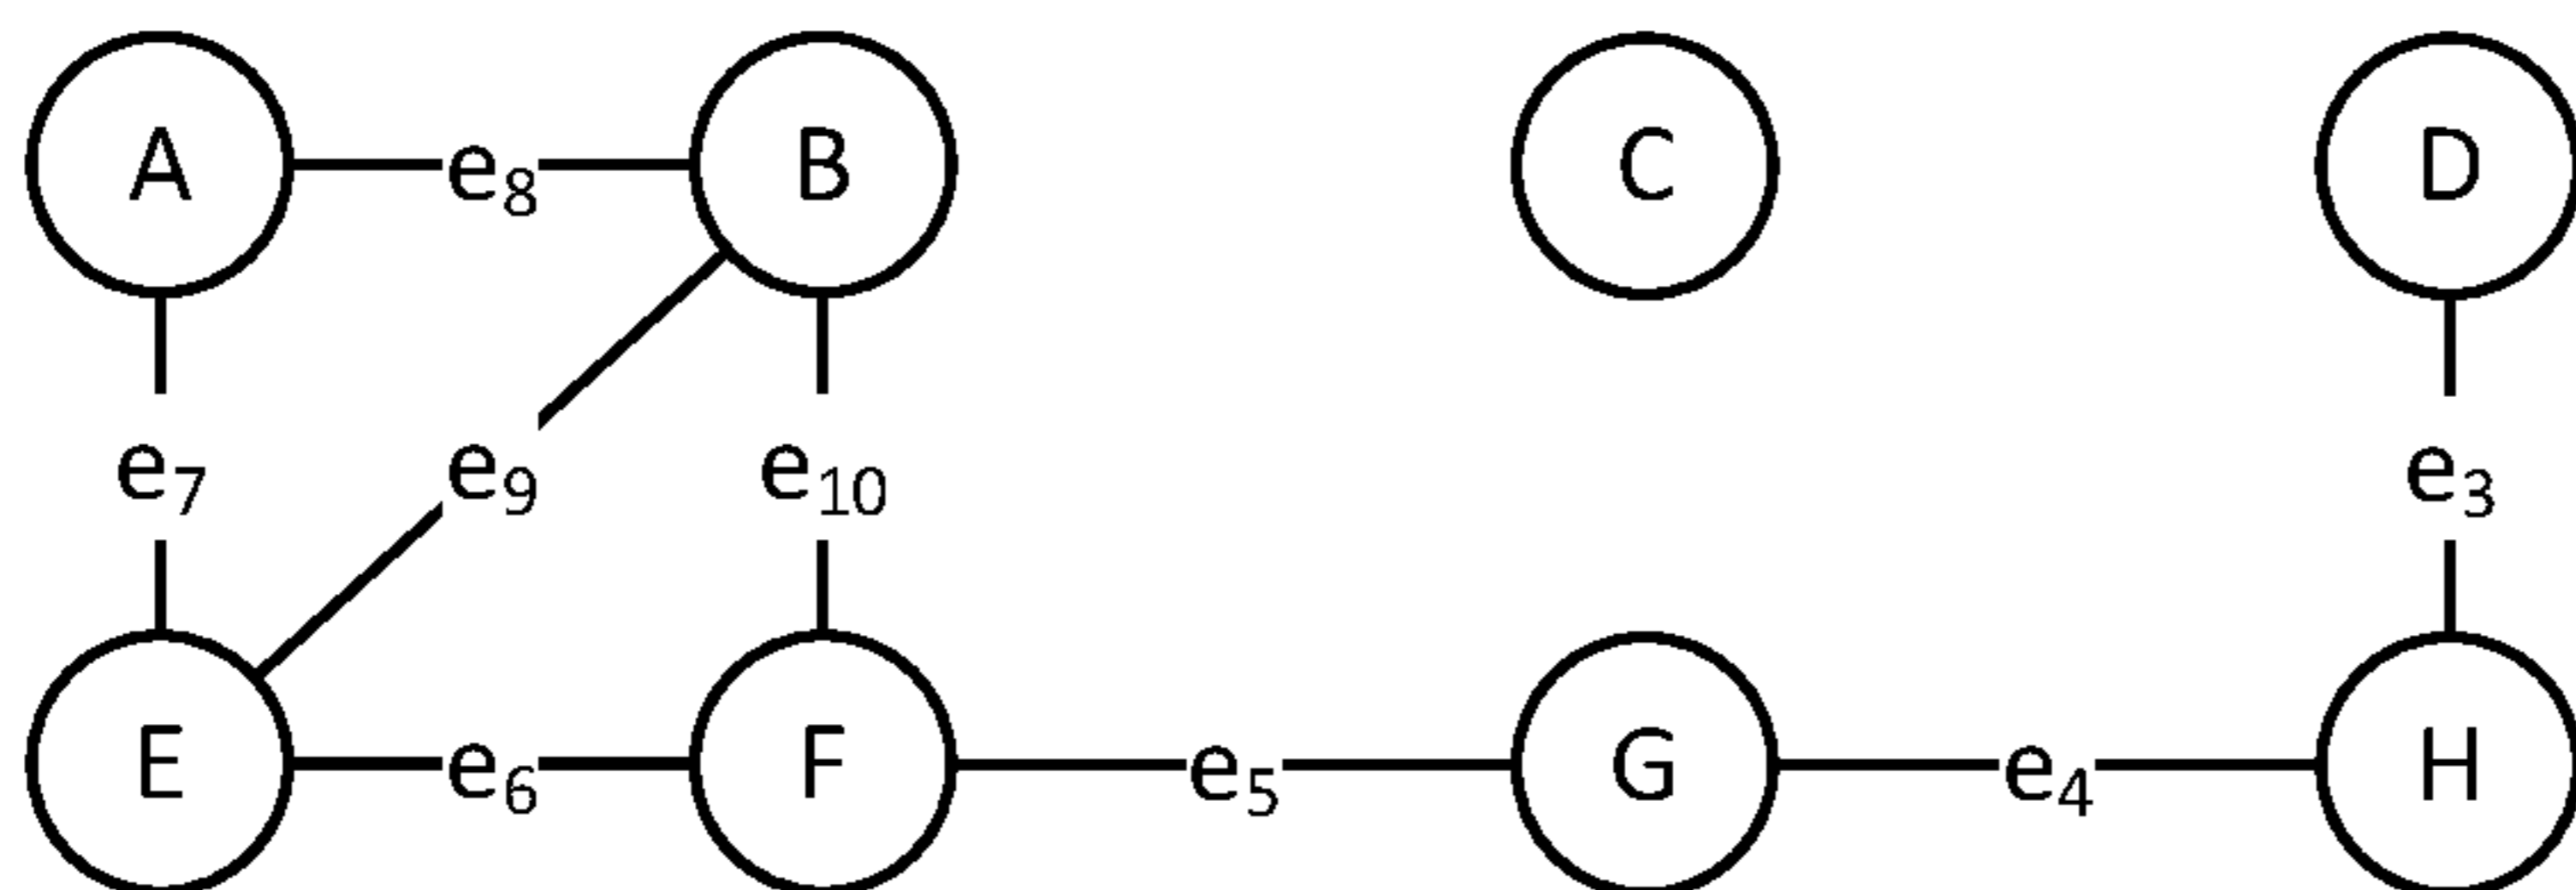 A e₈ B C D
e₇ e₉ e₁₀ e₃
E e₆ F e₅ G e₄ H